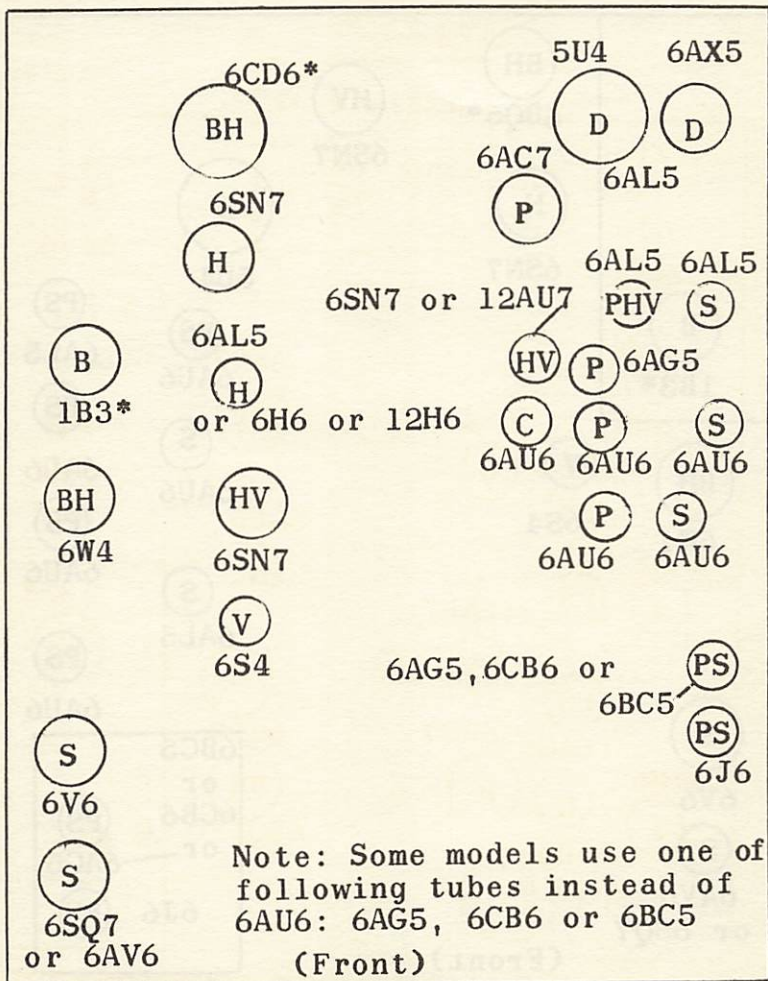 5U4 6AX5
6CD6*
BH D D
6AC7
6AL5
6SN7 P
H 6AL5 6AL5
6SN7 or 12AU7 PHV S
6AL5
B HV P 6AG5
H
1B3* or 6H6 or 12H6 C P S
6AU6 6AU6 6AU6
BH HV P S
6W4 6SN7 6AU6 6AU6
V
6S4 6AG5,6CB6 or PS
6BC5
PS
S 6J6
6V6
S
Note: Some models use one of
following tubes instead of
6AU6: 6AG5, 6CB6 or 6BC5
6SQ7
or 6AV6
(Front)